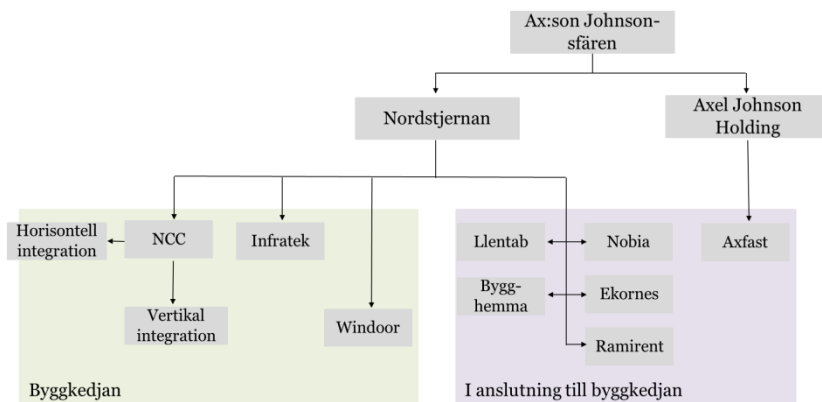 Ax:son Johnson-
sfären
Nordstjernan
Axel Johnson
Holding
Horisontell
integration
NCC
Infratek
Llentab
Nobia
Axfast
Bygg-
hemma
Ekornes
Vertikal
integration
Windoor
Ramirent
Byggkedjan
I anslutning till byggkedjan